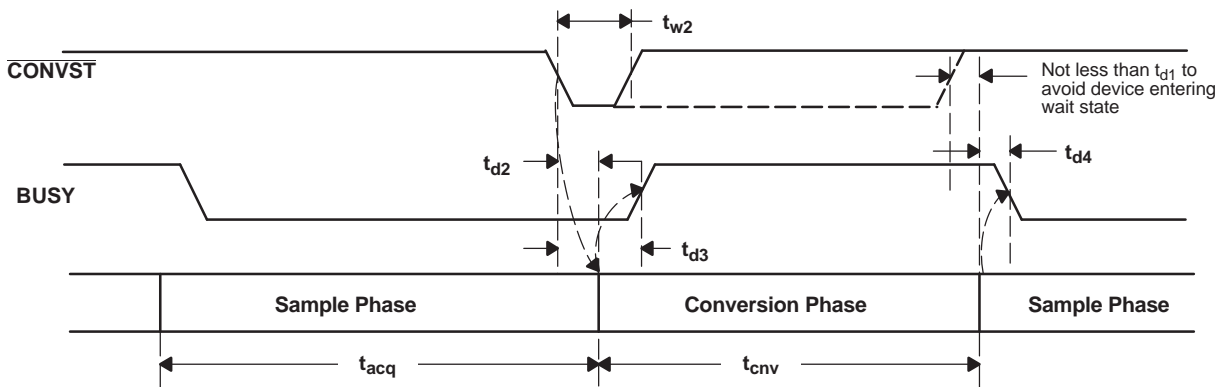 t_w2
CONVST
Not less than t_d1 to
avoid device entering
wait state
t_d2
t_d4
BUSY
t_d3
Sample Phase
Conversion Phase
Sample Phase
t_acq
t_cnv